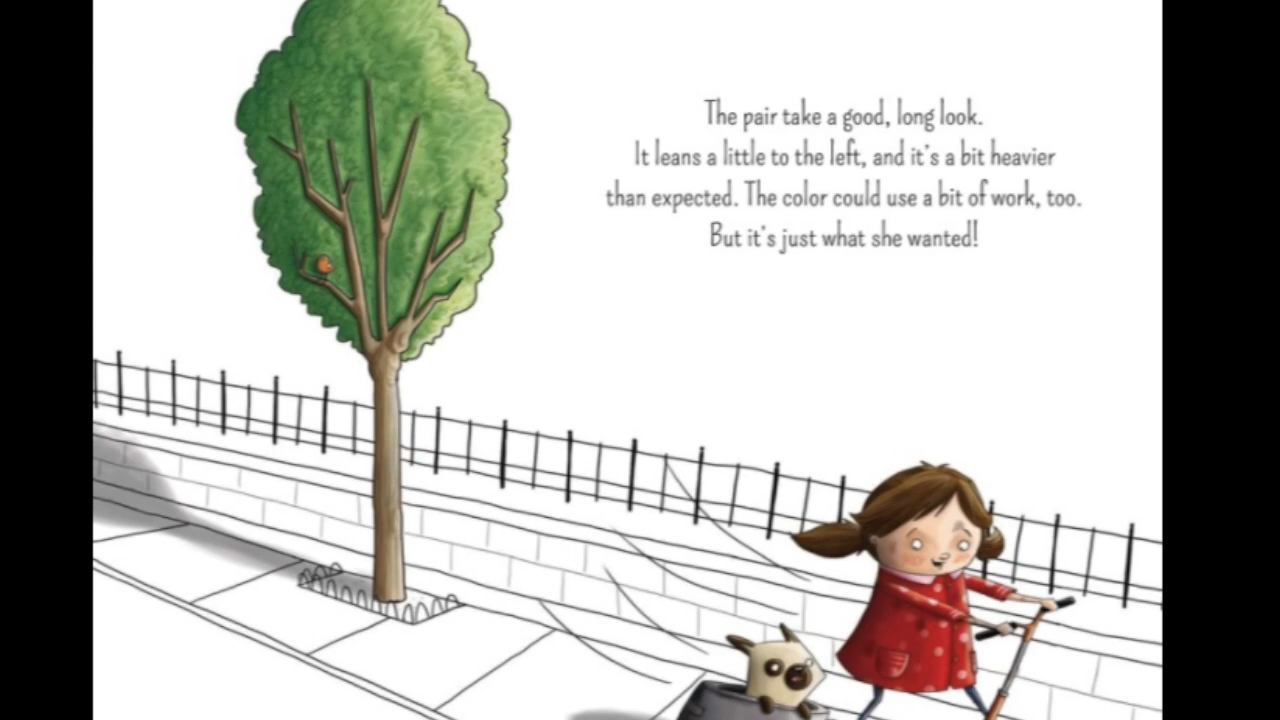 The pair take a good, long look.
It leans a little to the left, and it's a bit heavier
than expected. The color could use a bit of work, too.
But it's just what she wanted!